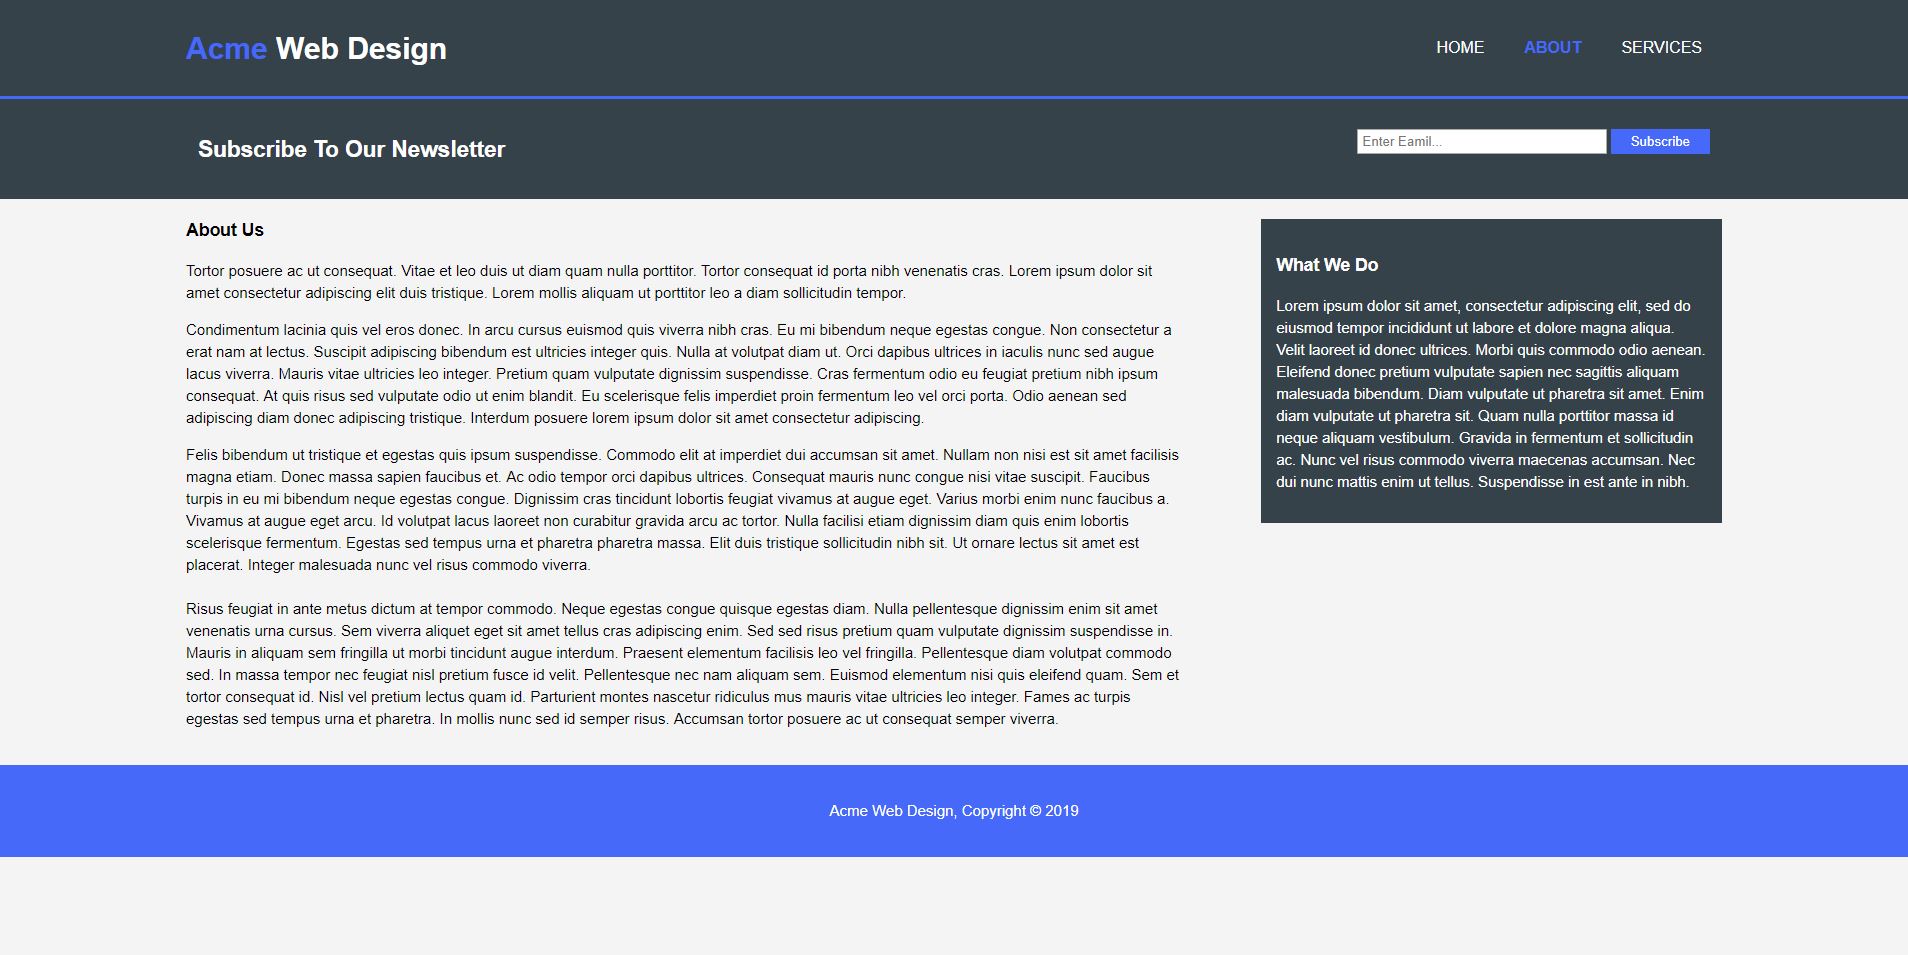 Acme Web Design
HOME ABOUT SERVICES
Subscribe To Our Newsletter
Enter Eamil...
Subscribe
About Us
Tortor posuere ac ut consequat. Vitae et leo duis ut diam quam nulla porttitor. Tortor consequat id porta nibh venenatis cras. Lorem ipsum dolor sit
amet consectetur adipiscing elit duis tristique. Lorem mollis aliquam ut porttitor leo a diam sollicitudin tempor.
Condimentum lacinia quis vel eros donec. In arcu cursus euismod quis viverra nibh cras. Eu mi bibendum neque egestas congue. Non consectetur a
erat nam at lectus. Suscipit adipiscing bibendum est ultricies integer quis. Nulla at volutpat diam ut. Orci dapibus ultrices in iaculis nunc sed augue
lacus viverra. Mauris vitae ultricies leo integer. Pretium quam vulputate dignissim suspendisse. Cras fermentum odio eu feugiat pretium nibh ipsum
consequat. At quis risus sed vulputate odio ut enim blandit. Eu scelerisque felis imperdiet proin fermentum leo vel orci porta. Odio aenean sed
adipiscing diam donec adipiscing tristique. Interdum posuere lorem ipsum dolor sit amet consectetur adipiscing.
Felis bibendum ut tristique et egestas quis ipsum suspendisse. Commodo elit at imperdiet dui accumsan sit amet. Nullam non nisi est sit amet facilisis
magna etiam. Donec massa sapien faucibus et. Ac odio tempor orci dapibus ultrices. Consequat mauris nunc congue nisi vitae suscipit. Faucibus
turpis in eu mi bibendum neque egestas congue. Dignissim cras tincidunt lobortis feugiat vivamus at augue eget. Varius morbi enim nunc faucibus a.
Vivamus at augue eget arcu. Id volutpat lacus laoreet non curabitur gravida arcu ac tortor. Nulla facilisi etiam dignissim diam quis enim lobortis
scelerisque fermentum. Egestas sed tempus urna et pharetra pharetra massa. Elit duis tristique sollicitudin nibh sit. Ut ornare lectus sit amet est
placerat. Integer malesuada nunc vel risus commodo viverra.
Risus feugiat in ante metus dictum at tempor commodo. Neque egestas congue quisque egestas diam. Nulla pellentesque dignissim enim sit amet
venenatis urna cursus. Sem viverra aliquet eget sit amet tellus cras adipiscing enim. Sed sed risus pretium quam vulputate dignissim suspendisse in.
Mauris in aliquam sem fringilla ut morbi tincidunt augue interdum. Praesent elementum facilisis leo vel fringilla. Pellentesque diam volutpat commodo
sed. In massa tempor nec feugiat nisl pretium fusce id velit. Pellentesque nec nam aliquam sem. Euismod elementum nisi quis eleifend quam. Sem et
tortor consequat id. Nisl vel pretium lectus quam id. Parturient montes nascetur ridiculus mus mauris vitae ultricies leo integer. Fames ac turpis
egestas sed tempus urna et pharetra. In mollis nunc sed id semper risus. Accumsan tortor posuere ac ut consequat semper viverra.
What We Do
Lorem ipsum dolor sit amet, consectetur adipiscing elit, sed do
eiusmod tempor incididunt ut labore et dolore magna aliqua.
Velit laoreet id donec ultrices. Morbi quis commodo odio aenean.
Eleifend donec pretium vulputate sapien nec sagittis aliquam
malesuada bibendum. Diam vulputate ut pharetra sit amet. Enim
diam vulputate ut pharetra sit. Quam nulla porttitor massa id
neque aliquam vestibulum. Gravida in fermentum et sollicitudin
ac. Nunc vel risus commodo viverra maecenas accumsan. Nec
dui nunc mattis enim ut tellus. Suspendisse in est ante in nibh.
Acme Web Design, Copyright © 2019